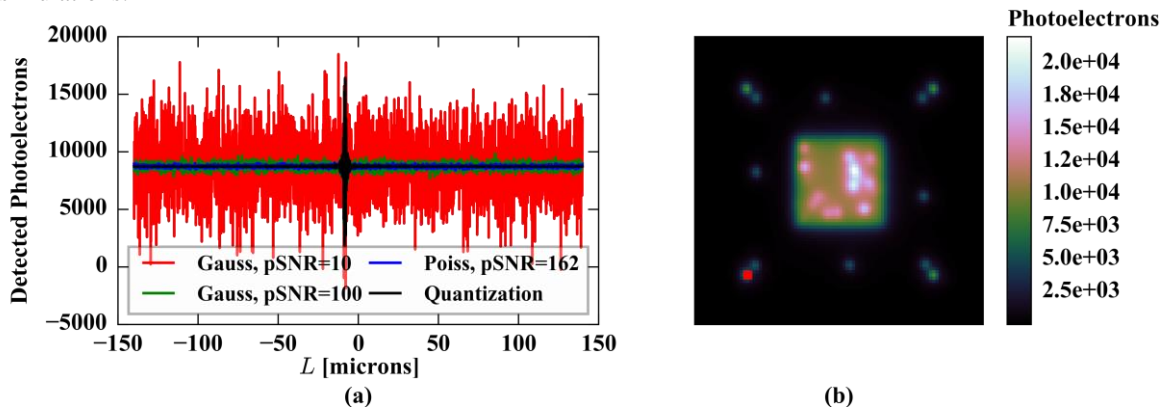 Photoelectrons
20000
15000
10000
5000
0
−5000
Detected Photoelectrons
Gauss, pSNR=10
Poiss, pSNR=162
Gauss, pSNR=100
Quantization
−150
−100
−50
0
50
100
150
L [microns]
(a)
2.0e+04
1.8e+04
1.5e+04
1.2e+04
1.0e+04
7.5e+03
5.0e+03
2.5e+03
(b)